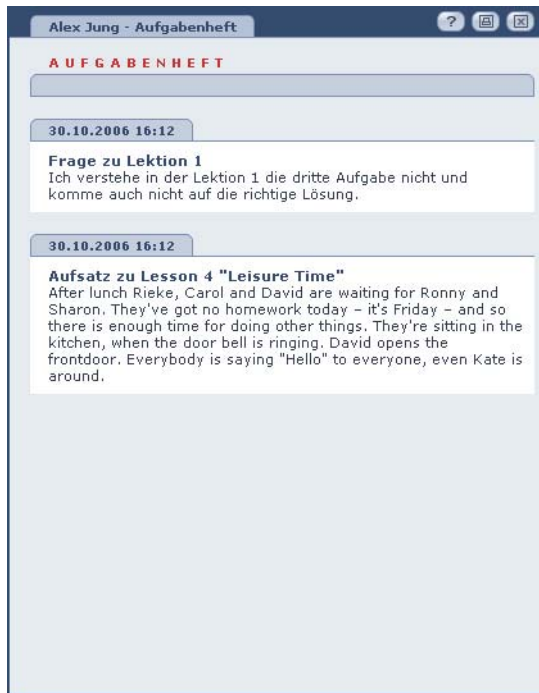 Alex Jung - Aufgabenheft
?
AUFGABENHEFT
30.10.2006 16:12
Frage zu Lektion 1
Ich verstehe in der Lektion 1 die dritte Aufgabe nicht und
komme auch nicht auf die richtige Lösung.
30.10.2006 16:12
Aufsatz zu Lesson 4 "Leisure Time"
After lunch Rieke, Carol and David are waiting for Ronny and
Sharon. They've got no homework today – it's Friday – and so
there is enough time for doing other things. They're sitting in the
kitchen, when the door bell is ringing. David opens the
frontdoor. Everybody is saying "Hello" to everyone, even Kate is
around.